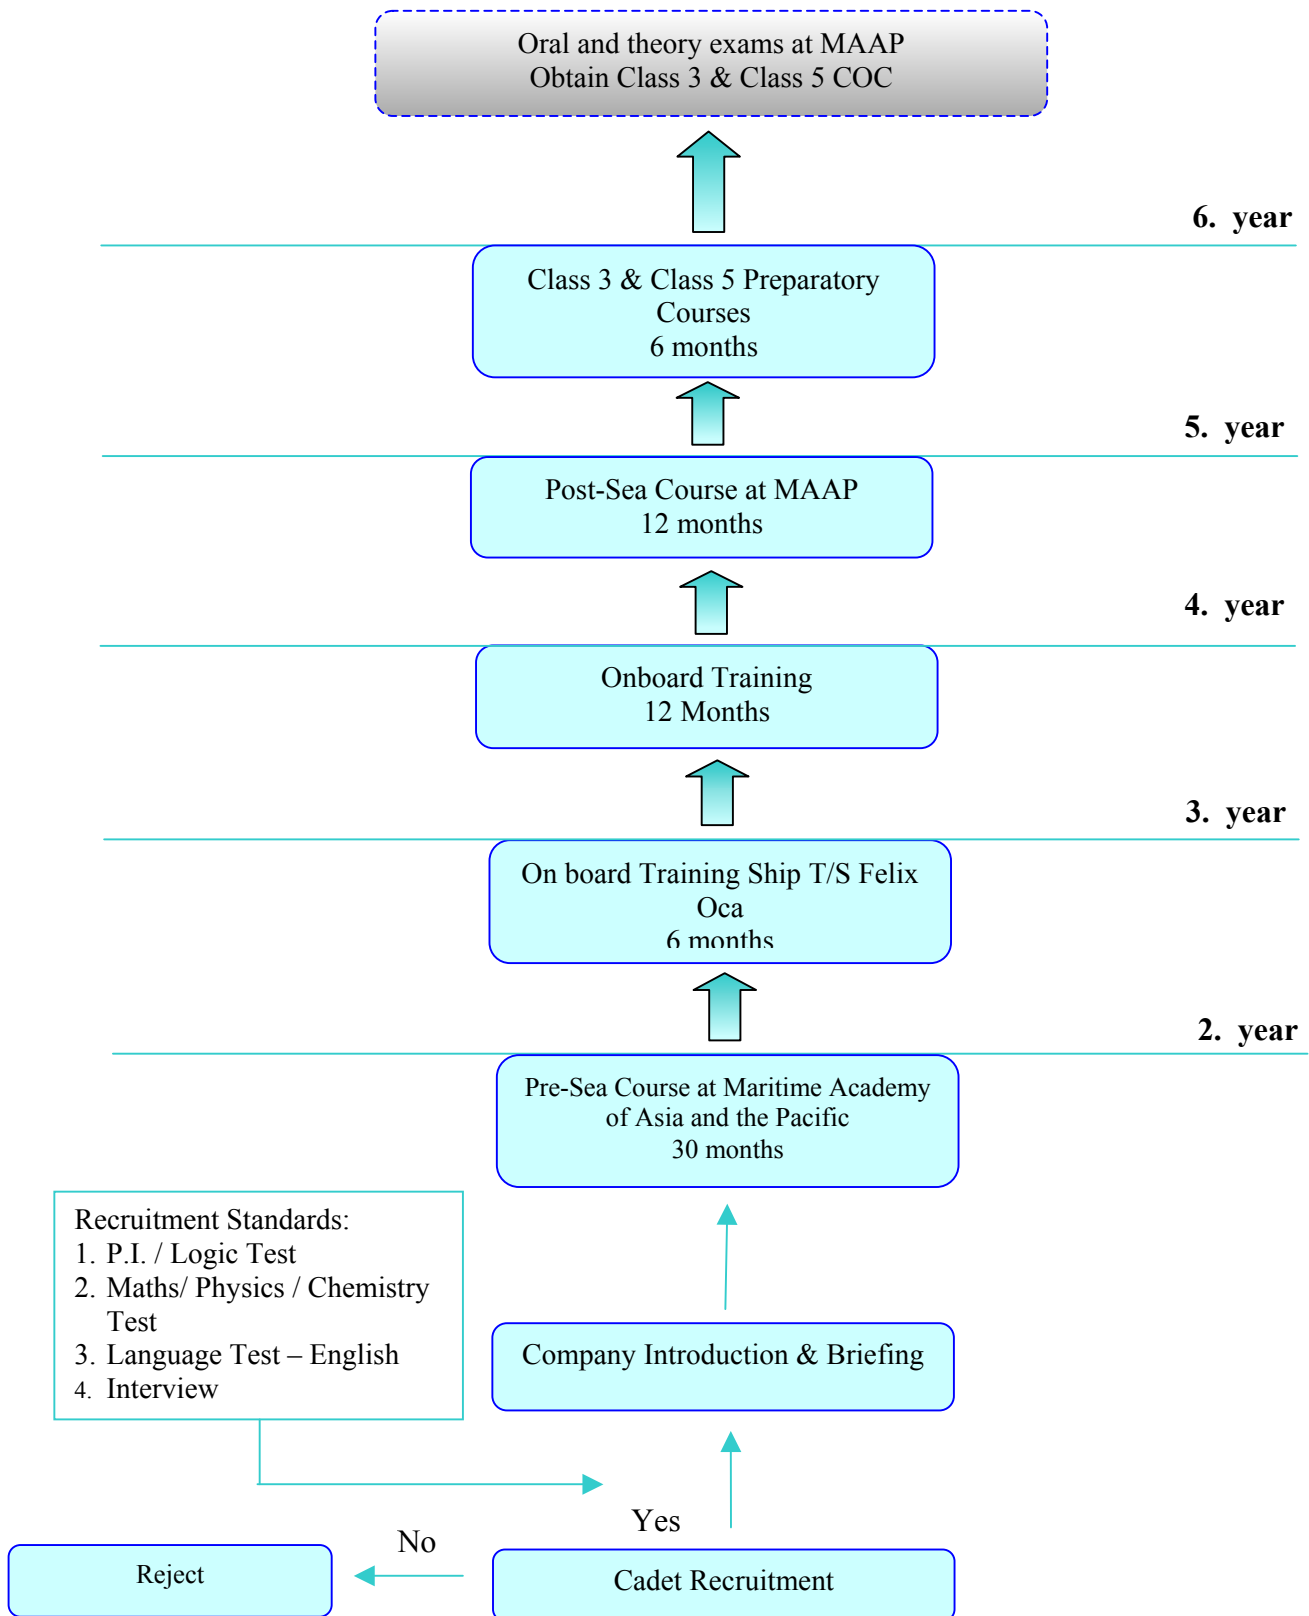 Oral and theory exams at MAAP
Obtain Class 3 & Class 5 COC
6. year
Class 3 & Class 5 Preparatory
Courses
6 months
5. year
Post-Sea Course at MAAP
12 months
4. year
Onboard Training
12 Months
3. year
On board Training Ship T/S Felix
Oca
6 months
2. year
Pre-Sea Course at Maritime Academy
of Asia and the Pacific
30 months
Recruitment Standards:
1. P.I. / Logic Test
2. Maths/ Physics / Chemistry
Test
3. Language Test – English
4. Interview
Company Introduction & Briefing
Yes
No
Reject
Cadet Recruitment